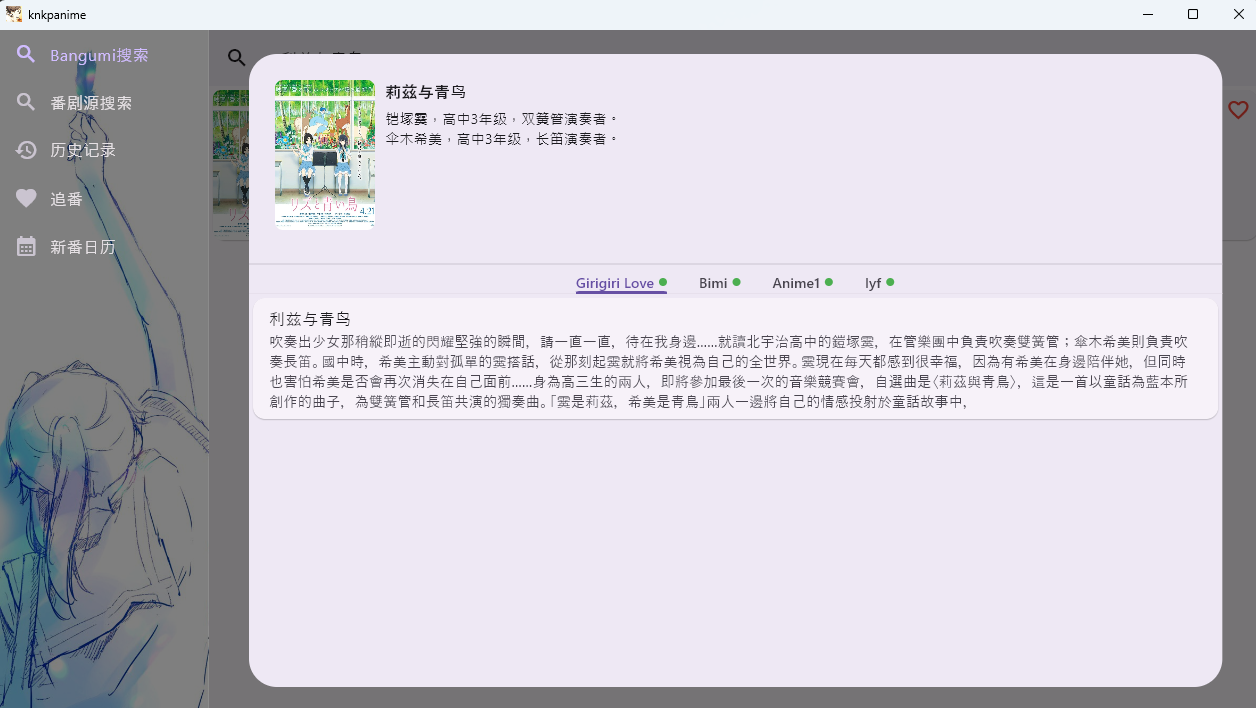 knkpanime
Bangumi搜索
番剧源搜索
历史记录
追番
新番日历
莉兹与青鸟
铠塚霙，高中3年级，双簧管演奏者。
伞木希美，高中3年级，长笛演奏者。
リズと青い鳥
4.21
Girigiri Love
Bimi
Anime1
lyf
利兹与青鸟
吹奏出少女那稍縱即逝的閃耀堅強的瞬間，請一直一直，待在我身邊……就讀北宇治高中的鎧塚霙，在管樂團中負責吹奏雙簧管；傘木希美則負責吹
奏長笛。國中時，希美主動對孤單的霙搭話，從那刻起霙就將希美視為自己的全世界。霙現在每天都感到很幸福，因為有希美在身邊陪伴她，但同時
也害怕希美是否會再次消失在自己面前……身為高三生的兩人，即將參加最後一次的音樂競賽會，自選曲是〈莉茲與青鳥〉，這是一首以童話為藍本所
創作的曲子，為雙簧管和長笛共演的獨奏曲。「霙是莉茲，希美是青鳥」兩人一邊將自己的情感投射於童話故事中，